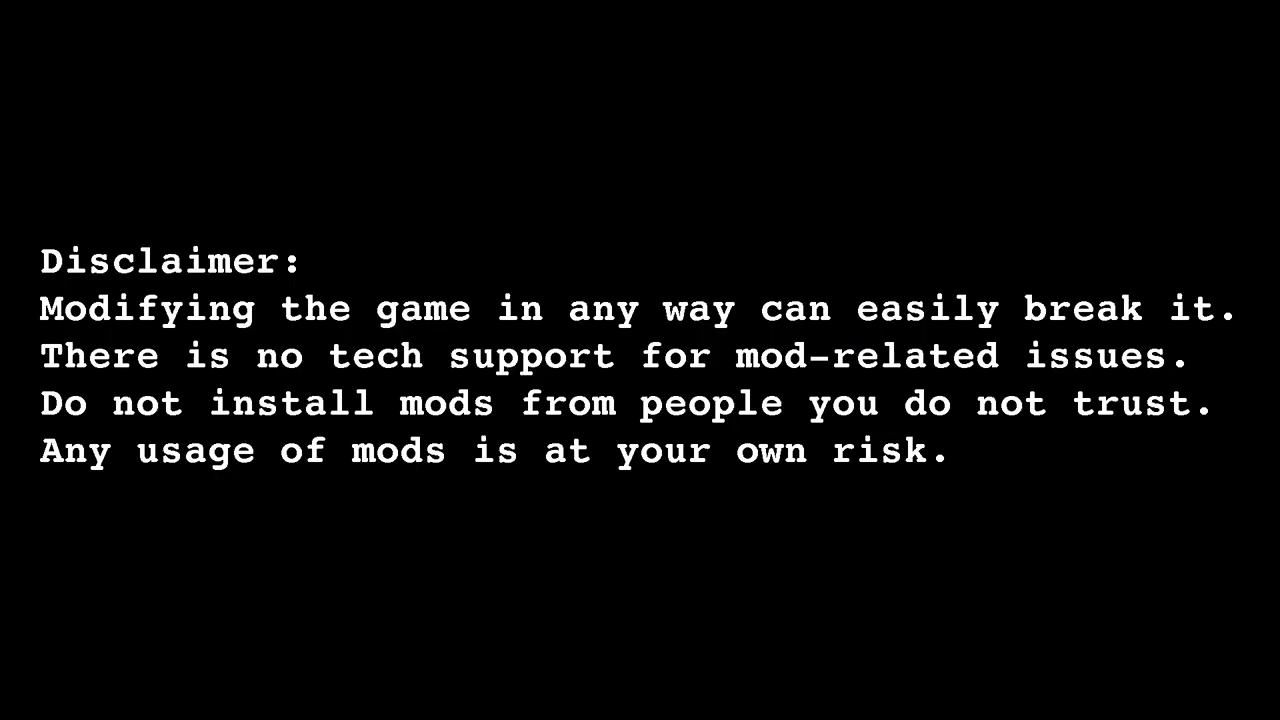 Disclaimer:
Modifying the game in any way can easily break it.
There is no tech support for mod-related issues.
Do not install mods from people you do not trust.
Any usage of mods is at your own risk.